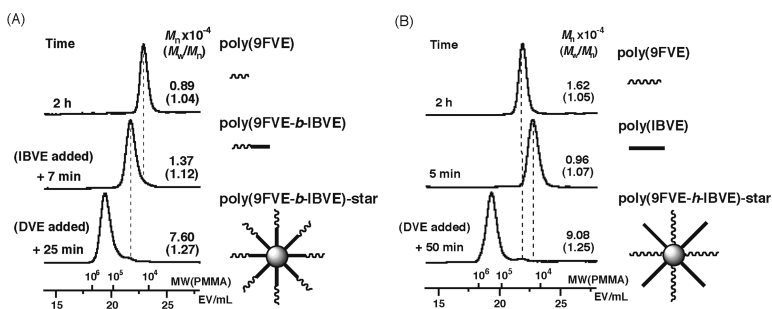 (A)
Time
Mn x10-4
(Mw/Mn)
poly(9FVE)
2 h
0.89
(1.04)
poly(9FVE-b-IBVE)
(IBVE added)
+ 7 min
1.37
(1.12)
poly(9FVE-b-IBVE)-star
(DVE added)
+ 25 min
7.60
(1.27)
10⁶ 10⁵ 10⁴
MW(PMMA)
15 20 25
EV/mL
(B)
Time
Mn x10-4
(Mw/Mn)
poly(9FVE)
2 h
1.62
(1.05)
poly(IBVE)
5 min
0.96
(1.07)
poly(9FVE-h-IBVE)-star
(DVE added)
+ 50 min
9.08
(1.25)
10⁶ 10⁵ 10⁴
MW(PMMA)
15 20 25
EV/mL